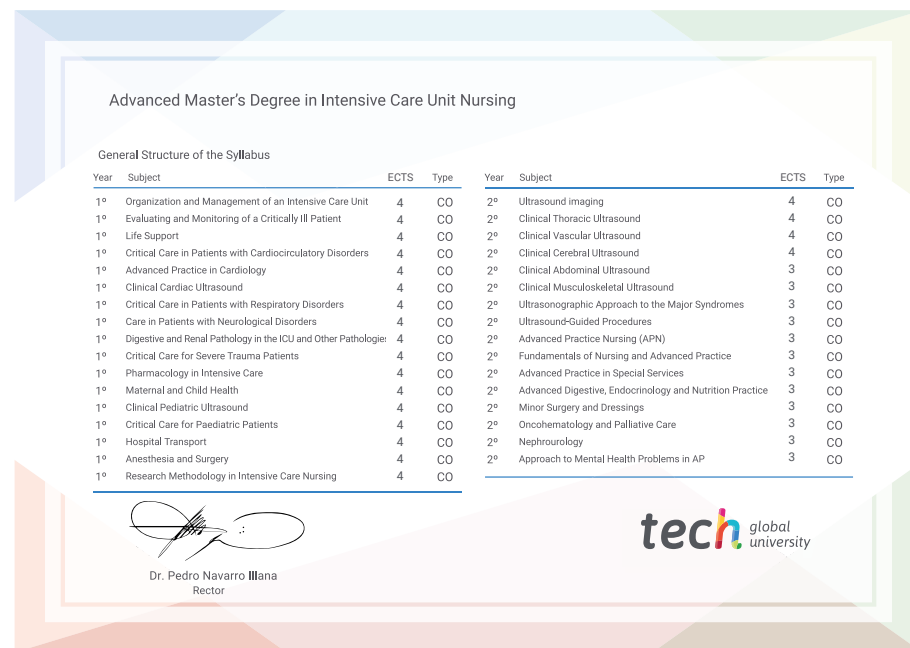 Advanced Master's Degree in Intensive Care Unit Nursing
General Structure of the Syllabus
Year Subject ECTS Type
1º Organization and Management of an Intensive Care Unit 4 CO
1º Evaluating and Monitoring of a Critically Ill Patient 4 CO
1º Life Support 4 CO
1º Critical Care in Patients with Cardiocirculatory Disorders 4 CO
1º Advanced Practice in Cardiology 4 CO
1º Clinical Cardiac Ultrasound 4 CO
1º Critical Care in Patients with Respiratory Disorders 4 CO
1º Care in Patients with Neurological Disorders 4 CO
1º Digestive and Renal Pathology in the ICU and Other Pathologies 4 CO
1º Critical Care for Severe Trauma Patients 4 CO
1º Pharmacology in Intensive Care 4 CO
1º Maternal and Child Health 4 CO
1º Clinical Pediatric Ultrasound 4 CO
1º Critical Care for Paediatric Patients 4 CO
1º Hospital Transport 4 CO
1º Anesthesia and Surgery 4 CO
1º Research Methodology in Intensive Care Nursing 4 CO
Year Subject ECTS Type
2º Ultrasound imaging 4 CO
2º Clinical Thoracic Ultrasound 4 CO
2º Clinical Vascular Ultrasound 4 CO
2º Clinical Cerebral Ultrasound 4 CO
2º Clinical Abdominal Ultrasound 3 CO
2º Clinical Musculoskeletal Ultrasound 3 CO
2º Ultrasonographic Approach to the Major Syndromes 3 CO
2º Ultrasound-Guided Procedures 3 CO
2º Advanced Practice Nursing (APN) 3 CO
2º Fundamentals of Nursing and Advanced Practice 3 CO
2º Advanced Practice in Special Services 3 CO
2º Advanced Digestive, Endocrinology and Nutrition Practice 3 CO
2º Minor Surgery and Dressings 3 CO
2º Oncohematology and Palliative Care 3 CO
2º Nephrourology 3 CO
2º Approach to Mental Health Problems in AP 3 CO
Dr. Pedro Navarro Illana
Rector
tech global
university